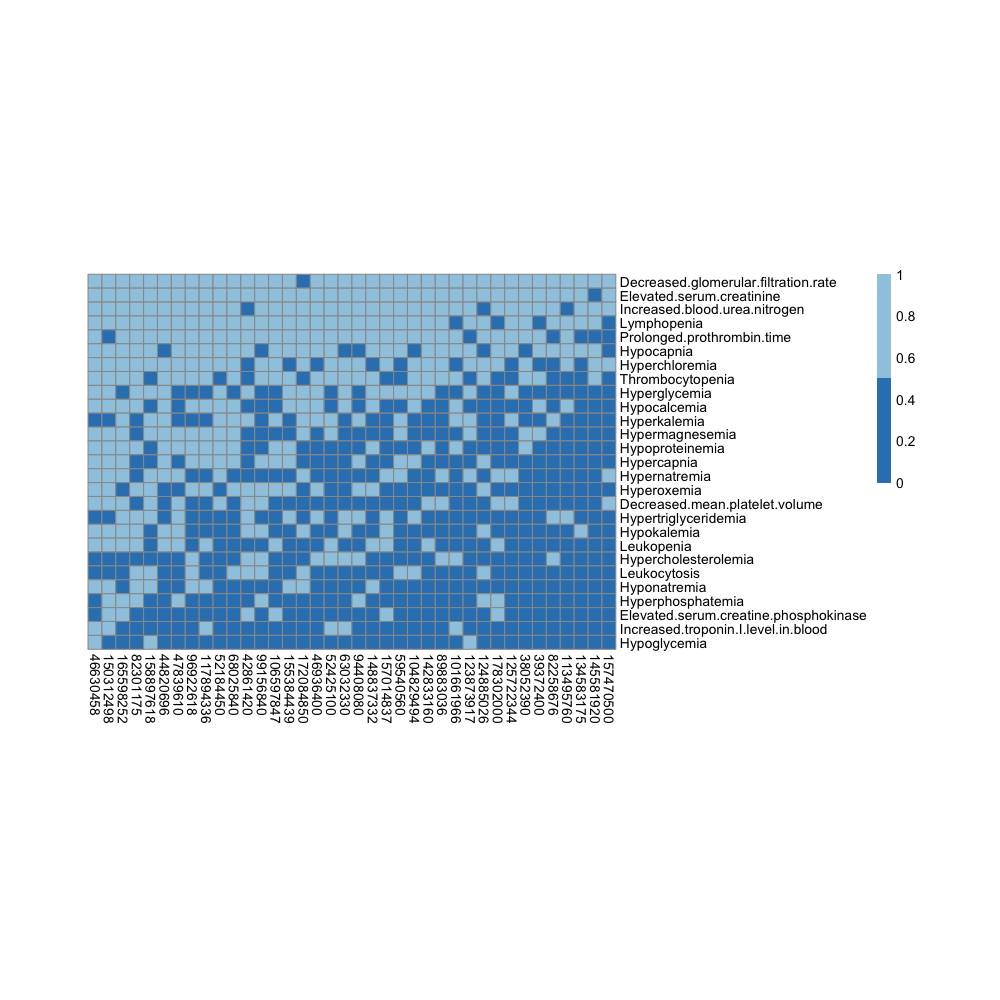 Decreased.glomerular.filtration.rate
Elevated.serum.creatinine
Increased.blood.urea.nitrogen
Lymphopenia
Prolonged.prothrombin.time
Hypocapnia
Hyperchloremia
Thrombocytopenia
Hyperglycemia
Hypocalcemia
Hyperkalemia
Hypermagnesemia
Hypoproteinemia
Hypercapnia
Hypernatremia
Hyperoxemia
Decreased.mean.platelet.volume
Hypertriglyceridemia
Hypokalemia
Leukopenia
Hypercholesterolemia
Leukocytosis
Hyponatremia
Hyperphosphatemia
Elevated.serum.creatine.phosphokinase
Increased.troponin.I.level.in.blood
Hypoglycemia
1
0.8
0.6
0.4
0.2
0
46630458
150312498
165598252
82301175
158897618
44820696
47839610
96922618
117894336
52184450
68025840
42861420
99156840
106597847
155384439
172084850
46936400
52425100
63032330
94408080
148837332
157014837
59540560
104829494
142833160
89883036
101661966
123873917
124885026
178302000
125722344
38052390
39372400
82258676
113495760
134583175
145581920
157470500